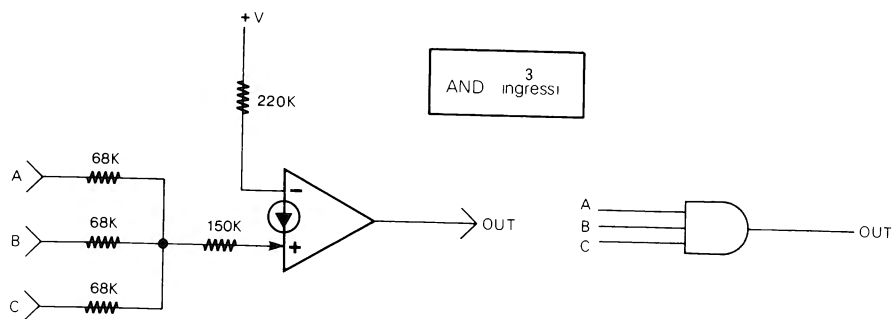 + V
220K
AND 3 ingressi
A
68K
B
68K
C
68K
150K
-
+
OUT
A
B
C
OUT